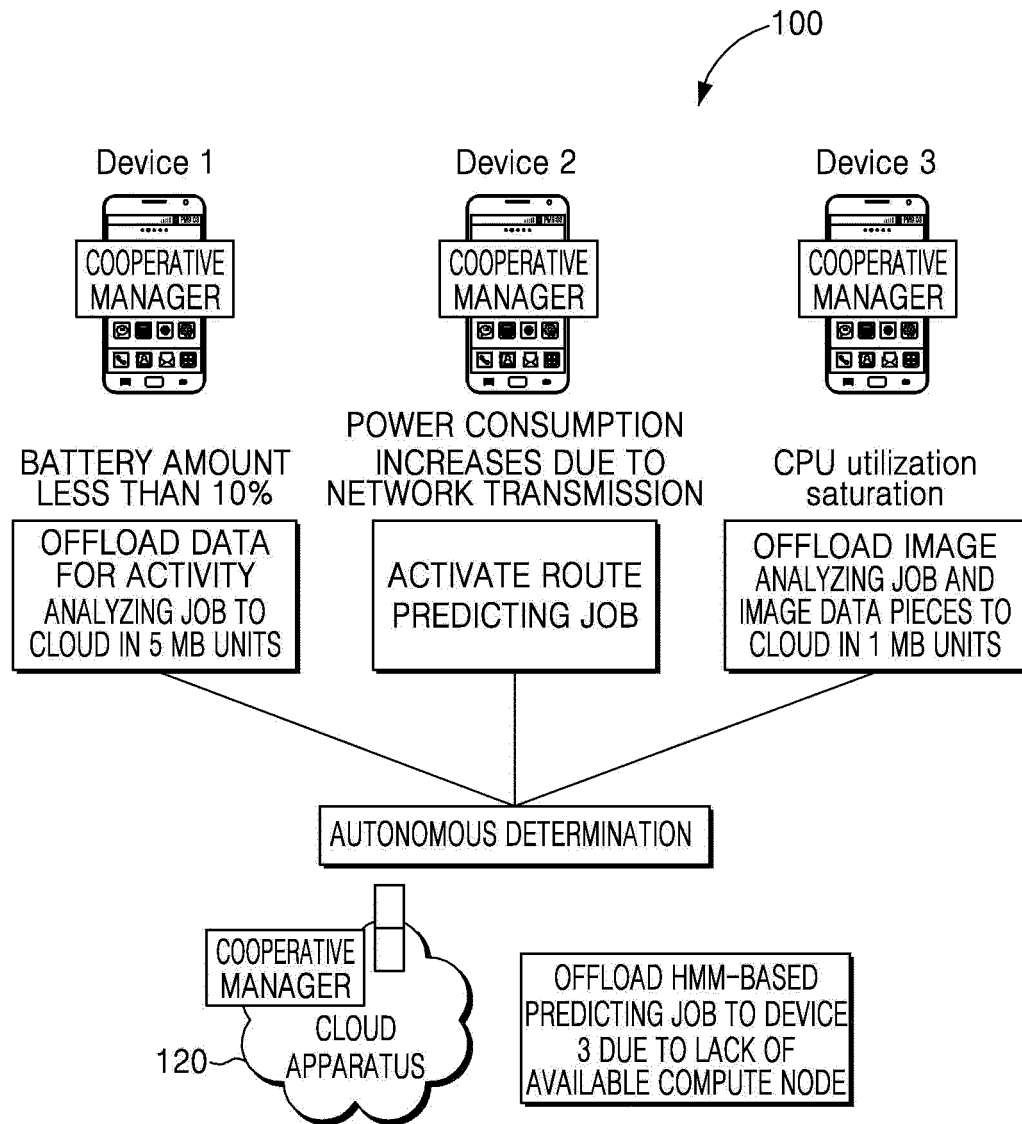 100
Device 1
Device 2
Device 3
COOPERATIVE
MANAGER
COOPERATIVE
MANAGER
COOPERATIVE
MANAGER
BATTERY AMOUNT
LESS THAN 10%
POWER CONSUMPTION
INCREASES DUE TO
NETWORK TRANSMISSION
CPU utilization
saturation
OFFLOAD DATA
FOR ACTIVITY
ANALYZING JOB TO
CLOUD IN 5 MB UNITS
ACTIVATE ROUTE
PREDICTING JOB
OFFLOAD IMAGE
ANALYZING JOB AND
IMAGE DATA PIECES TO
CLOUD IN 1 MB UNITS
AUTONOMOUS DETERMINATION
COOPERATIVE
MANAGER
CLOUD
APPARATUS
120
OFFLOAD HMM-BASED
PREDICTING JOB TO DEVICE
3 DUE TO LACK OF
AVAILABLE COMPUTE NODE